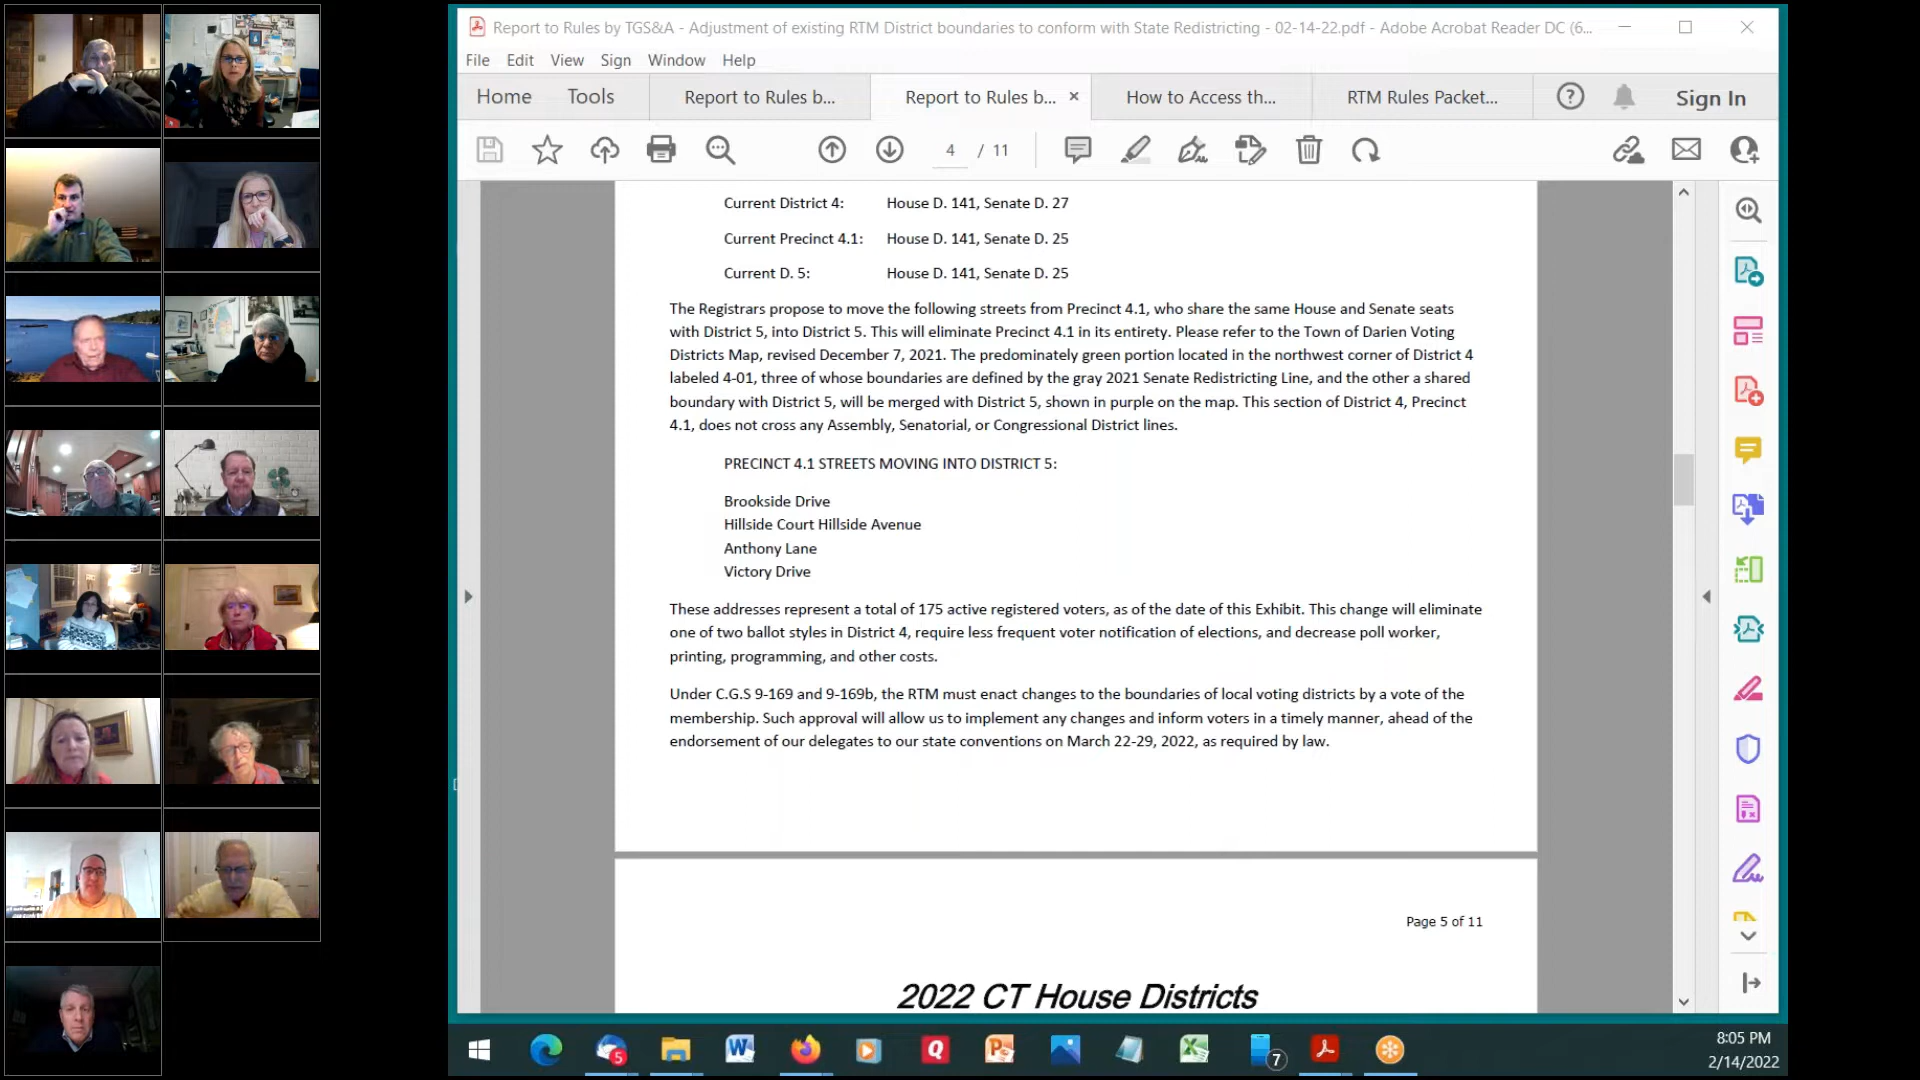 Report to Rules by TGS&A - Adjustment of existing RTM District boundaries to conform with State Redistricting - 02-14-22.pdf - Adobe Acrobat Reader DC (6...
File Edit View Sign Window Help
Home Tools Report to Rules b... Report to Rules b... × How to Access th... RTM Rules Packet... Sign In
4 / 11
Current District 4: House D. 141, Senate D. 27
Current Precinct 4.1: House D. 141, Senate D. 25
Current D. 5: House D. 141, Senate D. 25
The Registrars propose to move the following streets from Precinct 4.1, who share the same House and Senate seats
with District 5, into District 5. This will eliminate Precinct 4.1 in its entirety. Please refer to the Town of Darien Voting
Districts Map, revised December 7, 2021. The predominately green portion located in the northwest corner of District 4
labeled 4-01, three of whose boundaries are defined by the gray 2021 Senate Redistricting Line, and the other a shared
boundary with District 5, will be merged with District 5, shown in purple on the map. This section of District 4, Precinct
4.1, does not cross any Assembly, Senatorial, or Congressional District lines.
PRECINCT 4.1 STREETS MOVING INTO DISTRICT 5:
Brookside Drive
Hillside Court Hillside Avenue
Anthony Lane
Victory Drive
These addresses represent a total of 175 active registered voters, as of the date of this Exhibit. This change will eliminate
one of two ballot styles in District 4, require less frequent voter notification of elections, and decrease poll worker,
printing, programming, and other costs.
Under C.G.S 9-169 and 9-169b, the RTM must enact changes to the boundaries of local voting districts by a vote of the
membership. Such approval will allow us to implement any changes and inform voters in a timely manner, ahead of the
endorsement of our delegates to our state conventions on March 22-29, 2022, as required by law.
Page 5 of 11
2022 CT House Districts
5
7
8:05 PM
2/14/2022